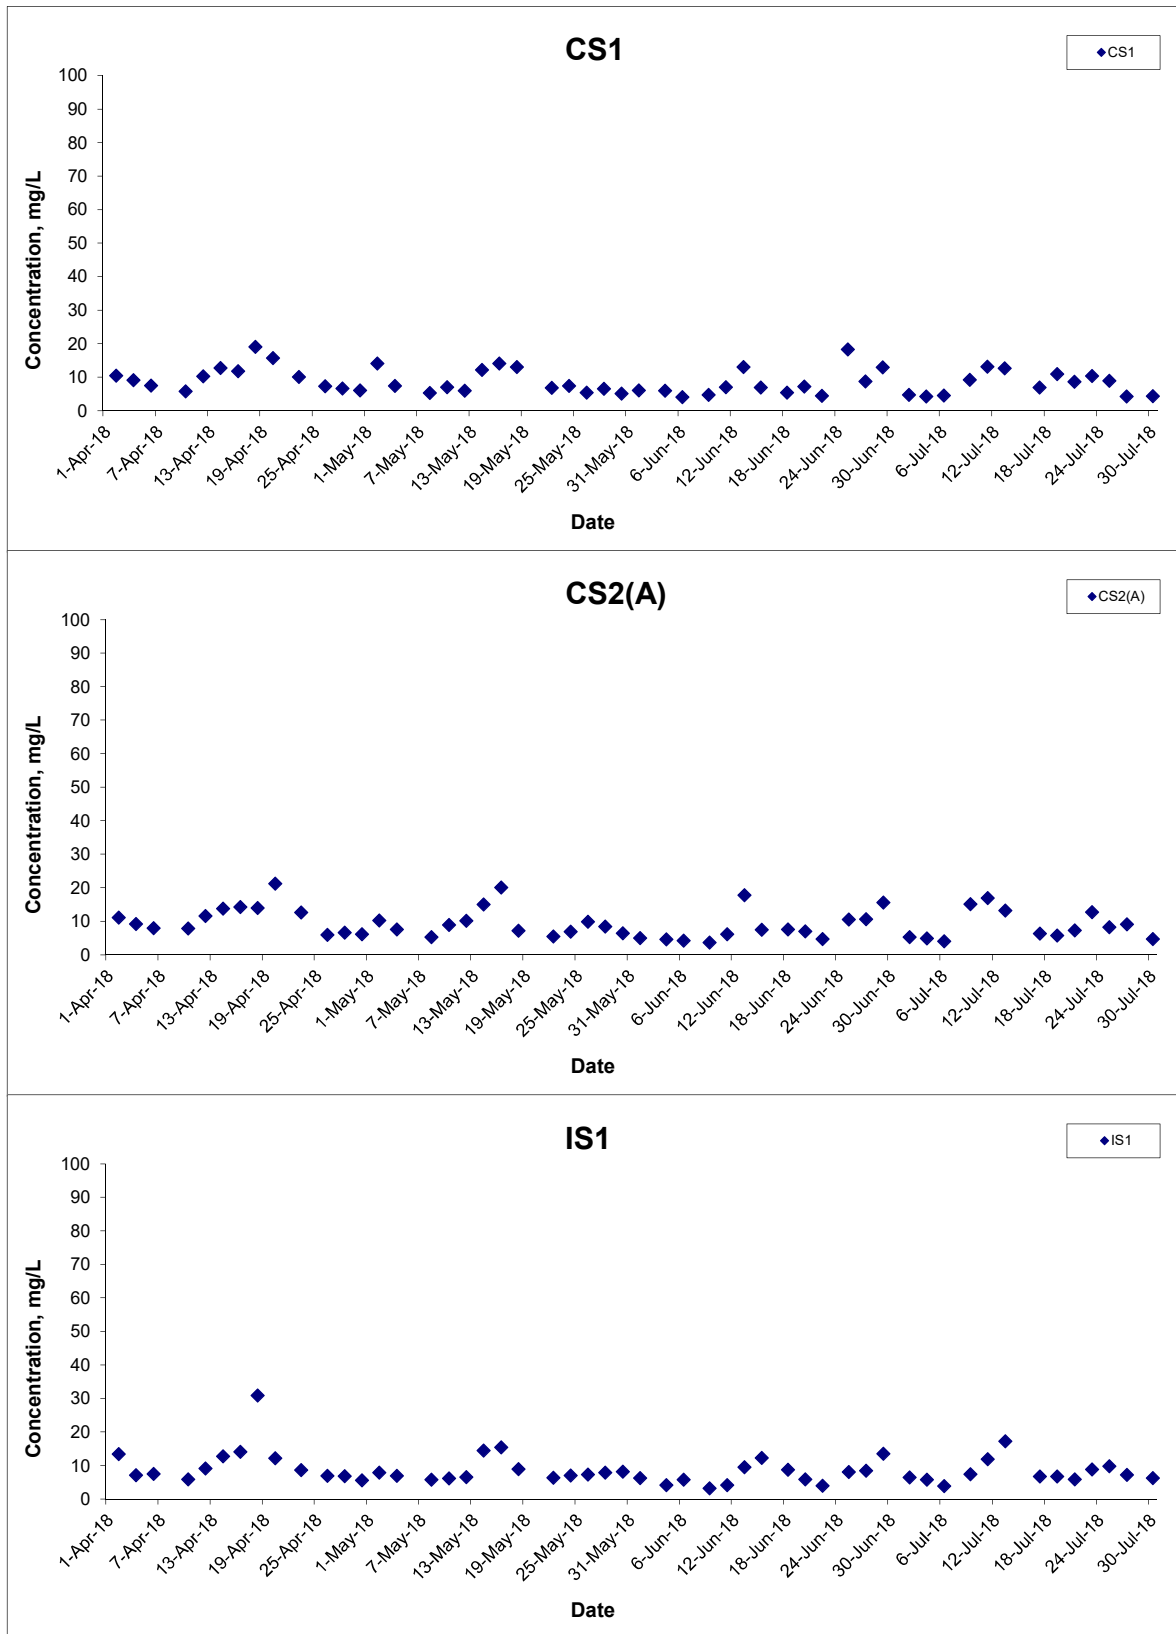 CS1
CS1
Concentration, mg/L
100
90
80
70
60
50
40
30
20
10
0
1-Apr-18
7-Apr-18
13-Apr-18
19-Apr-18
25-Apr-18
1-May-18
7-May-18
13-May-18
19-May-18
25-May-18
31-May-18
6-Jun-18
12-Jun-18
18-Jun-18
24-Jun-18
30-Jun-18
6-Jul-18
12-Jul-18
18-Jul-18
24-Jul-18
30-Jul-18
Date
CS2(A)
CS2(A)
Concentration, mg/L
100
90
80
70
60
50
40
30
20
10
0
1-Apr-18
7-Apr-18
13-Apr-18
19-Apr-18
25-Apr-18
1-May-18
7-May-18
13-May-18
19-May-18
25-May-18
31-May-18
6-Jun-18
12-Jun-18
18-Jun-18
24-Jun-18
30-Jun-18
6-Jul-18
12-Jul-18
18-Jul-18
24-Jul-18
30-Jul-18
Date
IS1
IS1
Concentration, mg/L
100
90
80
70
60
50
40
30
20
10
0
1-Apr-18
7-Apr-18
13-Apr-18
19-Apr-18
25-Apr-18
1-May-18
7-May-18
13-May-18
19-May-18
25-May-18
31-May-18
6-Jun-18
12-Jun-18
18-Jun-18
24-Jun-18
30-Jun-18
6-Jul-18
12-Jul-18
18-Jul-18
24-Jul-18
30-Jul-18
Date